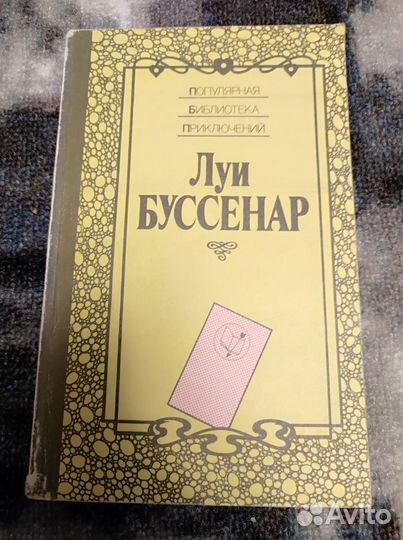 ПОПУЛЯРНАЯ
БИБЛИОТЕКА
ПРИКЛЮЧЕНИЙ
Луи
БУССЕНАР
Avito